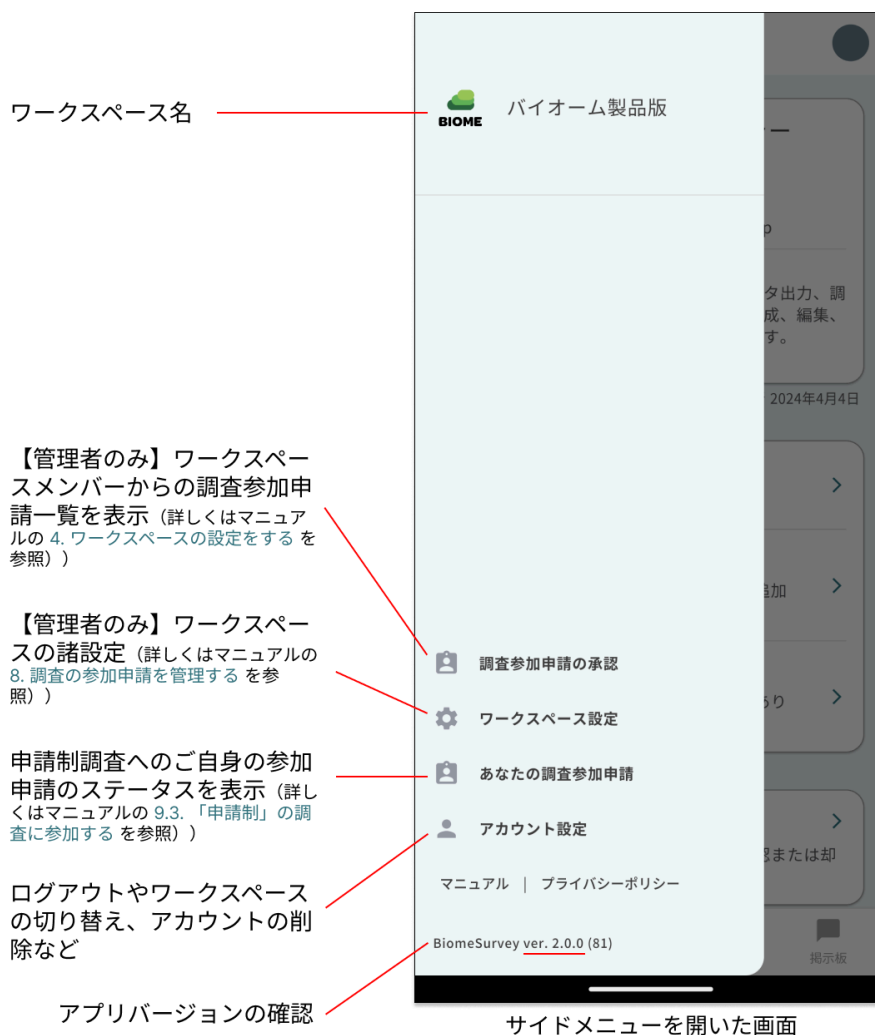 ワークスペース名
BIOME
バイオーム製品版
ー
p
タ出力、調
成、編集、
す。
2024年4月4日
【管理者のみ】ワークスペー
スメンバーからの調査参加申
請一覧を表示（詳しくはマニュア
ルの 4. ワークスペースの設定をする を
参照））
追加
【管理者のみ】ワークスペー
スの諸設定（詳しくはマニュアルの
8. 調査の参加申請を管理する を参
照））
調査参加申請の承認
あり
ワークスペース設定
申請制調査へのご自身の参加
申請のステータスを表示（詳し
くはマニュアルの 9.3. 「申請制」の調
査に参加する を参照））
あなたの調査参加申請
アカウント設定
認または却
ログアウトやワークスペース
の切り替え、アカウントの削
除など
マニュアル | プライバシーポリシー
BiomeSurvey ver. 2.0.0 (81)
掲示板
アプリバージョンの確認
サイドメニューを開いた画面